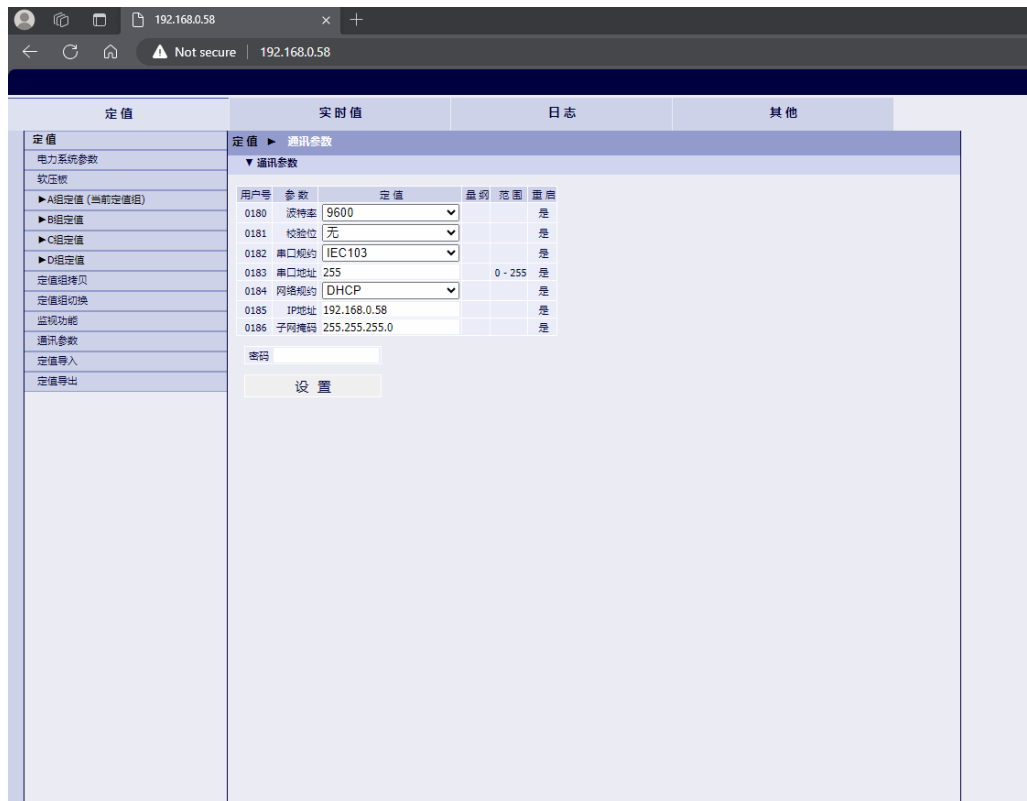 192.168.0.58
Not secure 192.168.0.58
定值 实时值 日志 其他
定值
电力系统参数
软压板
►A组定值 (当前定值组)
►B组定值
►C组定值
►D组定值
定值组拷贝
定值组切换
监视功能
通讯参数
定值导入
定值导出
定值 ► 通讯参数
▼通讯参数
用户号 参数 定值 量纲 范围 重启
0180 波特率 9600 是
0181 校验位 无 是
0182 串口规约 IEC103 是
0183 串口地址 255 0 - 255 是
0184 网络规约 DHCP 是
0185 IP地址 192.168.0.58 是
0186 子网掩码 255.255.255.0 是
密码
设 置